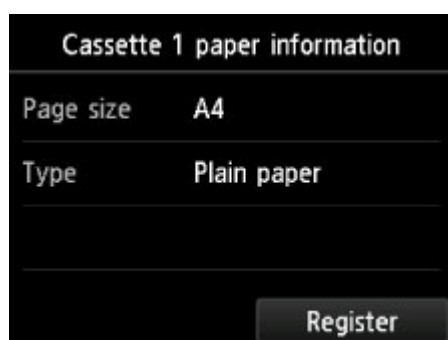 Cassette 1 paper information
Page size A4
Type Plain paper
Register